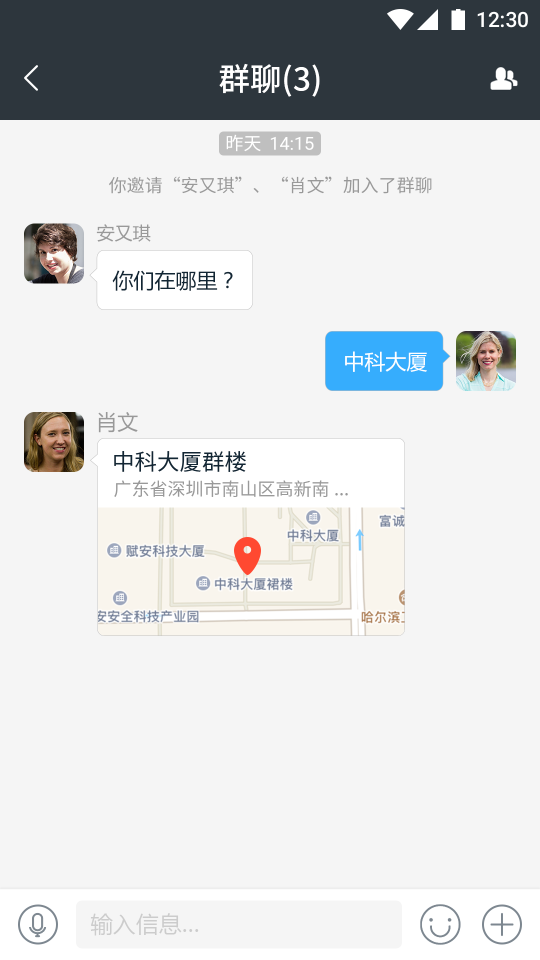 12:30
群聊(3)
昨天 14:15
你邀请“安又琪”、“肖文”加入了群聊
安又琪
你们在哪里？
中科大厦
肖文
中科大厦群楼
广东省深圳市南山区高新南 ...
富诚
中科大厦
赋安科技大厦
中科大厦裙楼
安安全科技产业园
哈尔滨工
输入信息...